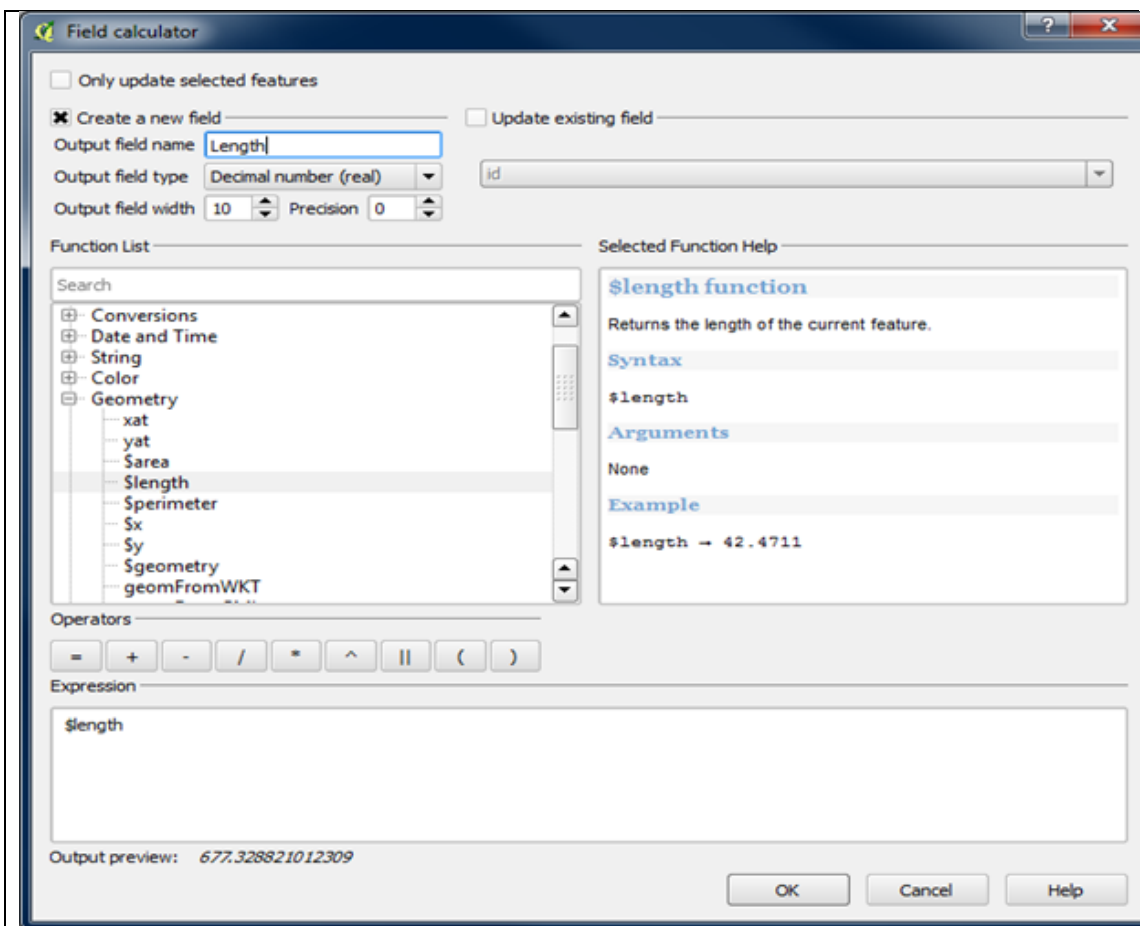 Field calculator
Only update selected features
Create a new field
Update existing field
Output field name Length
Output field type Decimal number (real)
id
Output field width 10 Precision 0
Function List
Selected Function Help
Search
Conversions
Date and Time
String
Color
Geometry
xat
yat
$area
$length
$perimeter
$x
$y
$geometry
geomFromWKT
$length function
Returns the length of the current feature.
Syntax
$length
Arguments
None
Example
$length → 42.4711
Operators
= + - / * ^ || ( )
Expression
$length
Output preview: 677.328821012309
OK Cancel Help